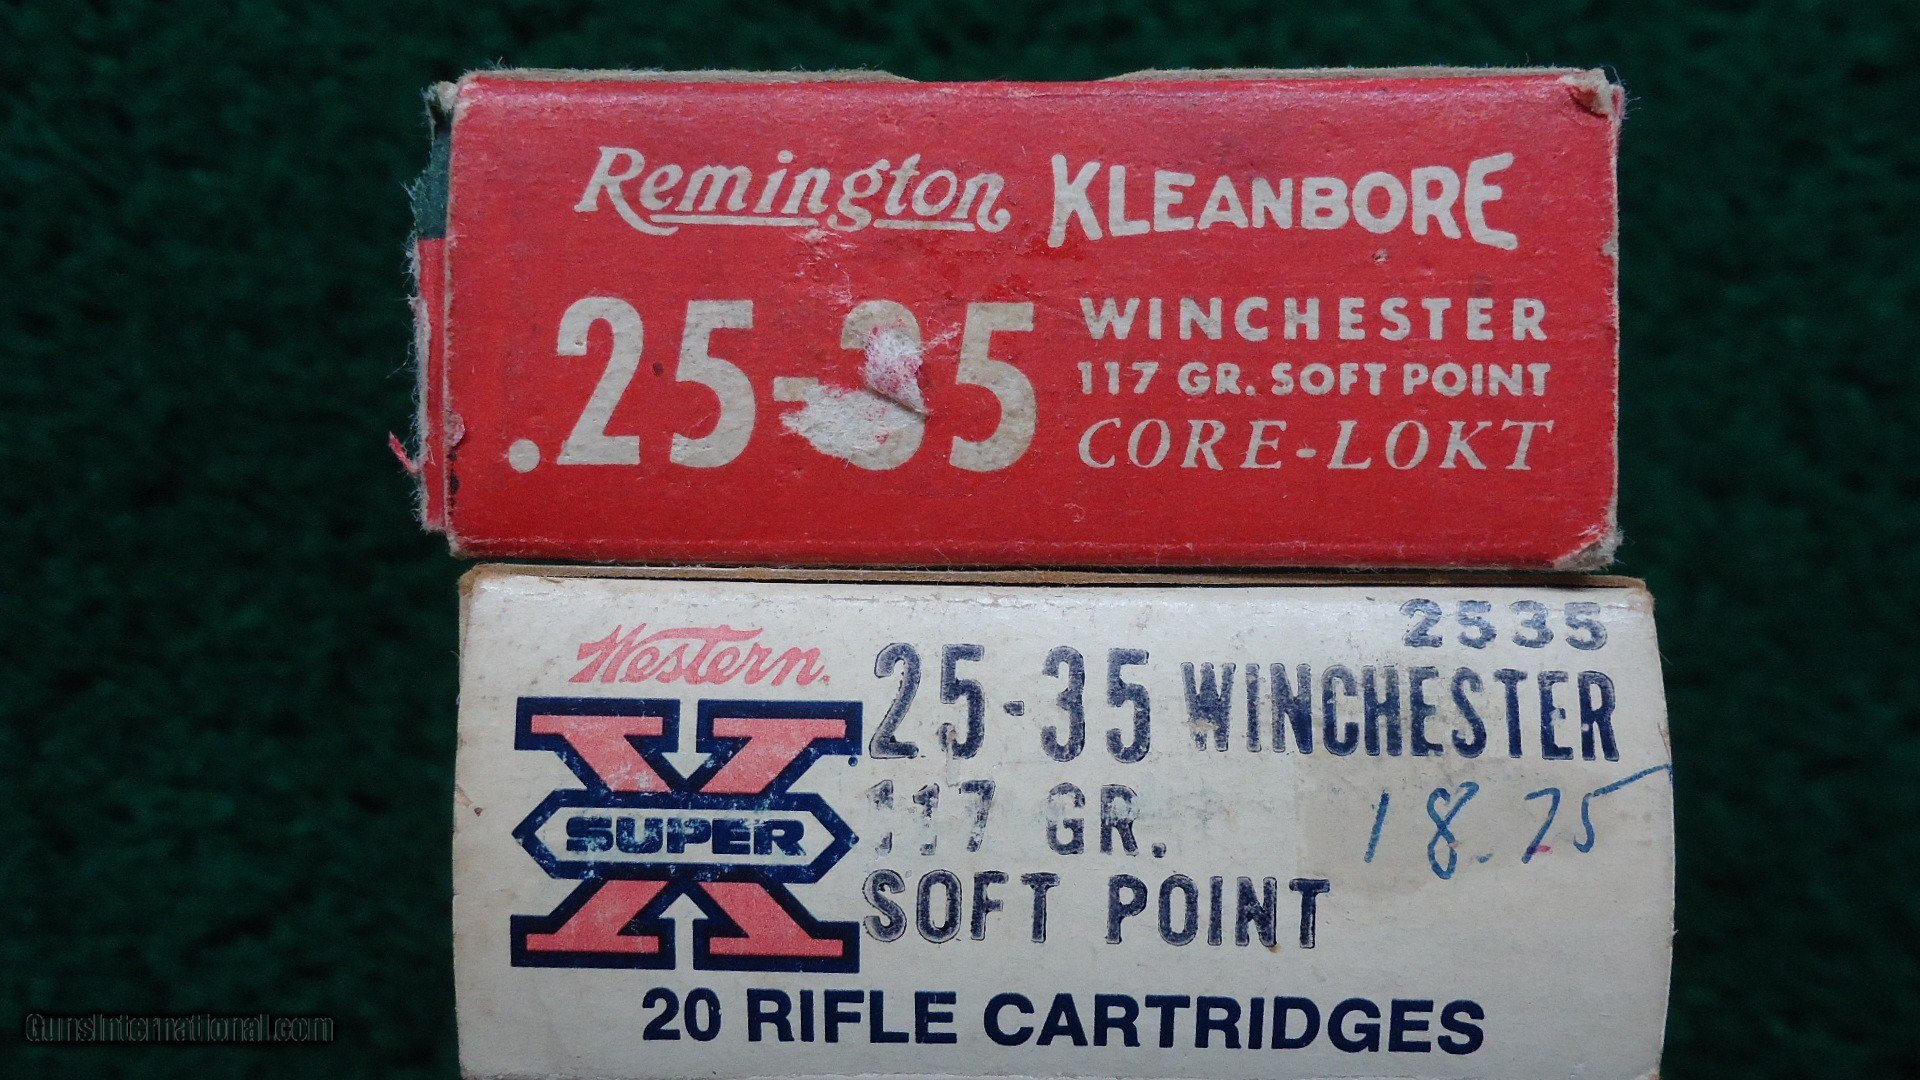 Remington KLEANBORE
.25-35 WINCHESTER
117 GR. SOFT POINT
CORE-LOKT
2535
Western
25-35 WINCHESTER
SUPER X
117 GR.
18.25
SOFT POINT
20 RIFLE CARTRIDGES
GunsInternational.com